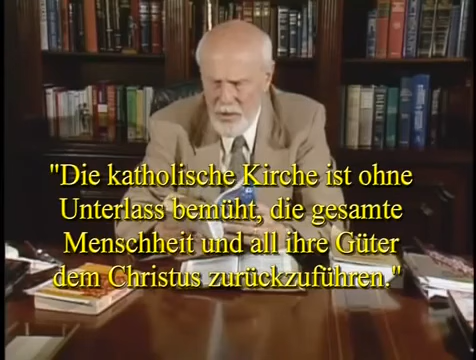 "Die katholische Kirche ist ohne
Unterlass bemüht, die gesamte
Menschheit und all ihre Güter
dem Christus zurückzuführen."